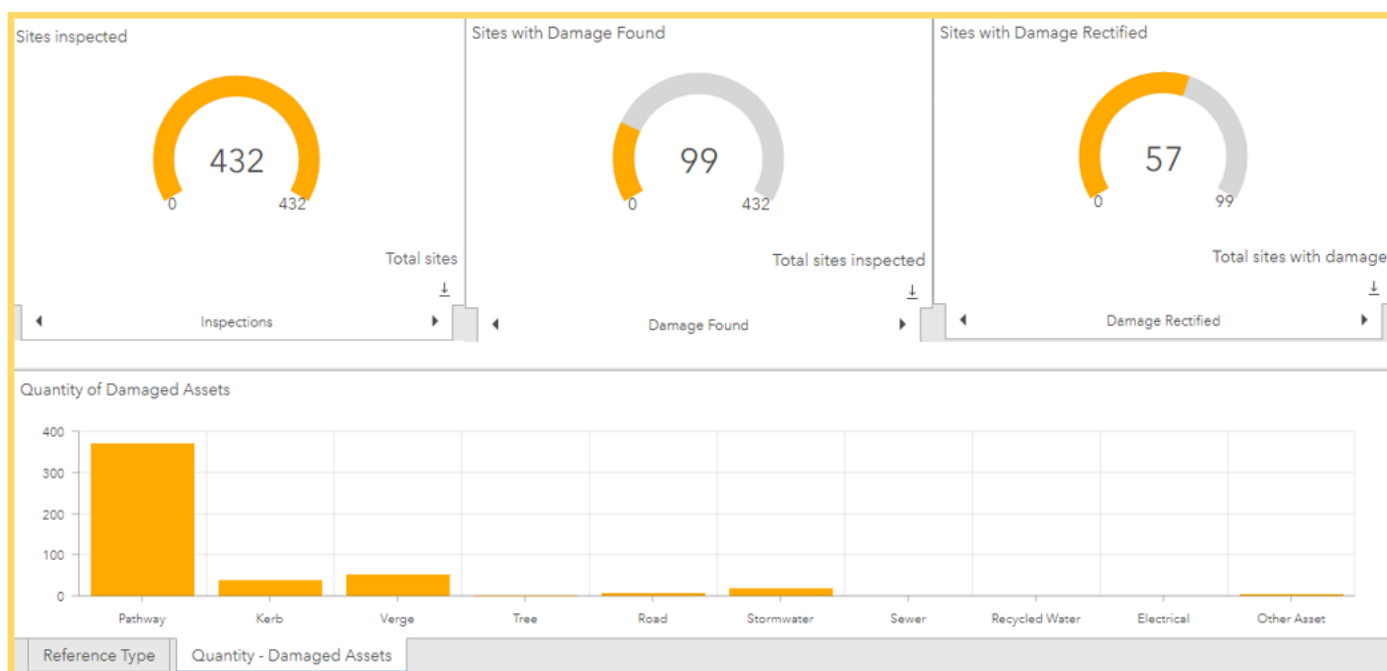 Sites inspected
432
0 432
Total sites
Inspections
Sites with Damage Found
99
0 432
Total sites inspected
Damage Found
Sites with Damage Rectified
57
0 99
Total sites with damage
Damage Rectified
Quantity of Damaged Assets
400
300
200
100
0
Pathway Kerb Verge Tree Road Stormwater Sewer Recycled Water Electrical Other Asset
Reference Type Quantity - Damaged Assets